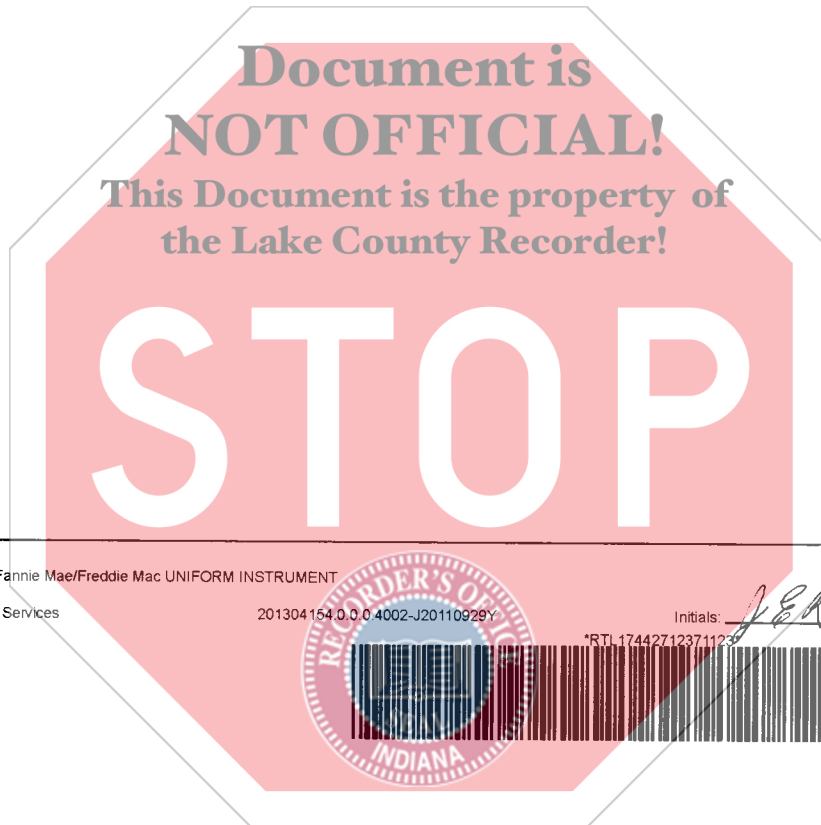 Document is
NOT OFFICIAL!
This Document is the property of
the Lake County Recorder!
STOP
Fannie Mae/Freddie Mac UNIFORM INSTRUMENT
Services
201304154.0.0.0.4002-J20110929Y
Initials:
RECORDER'S OFFICE
SEAL
INDIANA